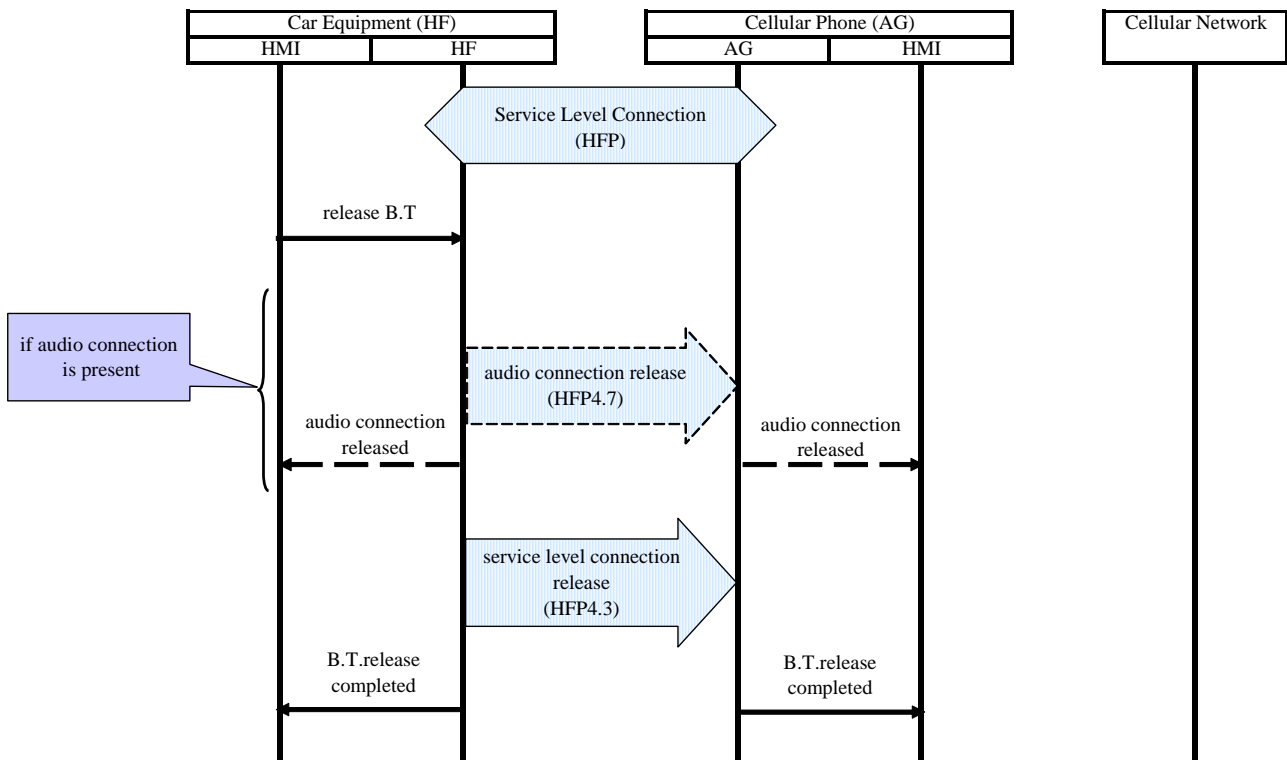 Car Equipment (HF)
Cellular Phone (AG)
Cellular Network
HMI
HF
AG
HMI
Service Level Connection
(HFP)
release B.T
if audio connection
is present
audio connection release
(HFP4.7)
audio connection
released
audio connection
released
service level connection
release
(HFP4.3)
B.T.release
completed
B.T.release
completed